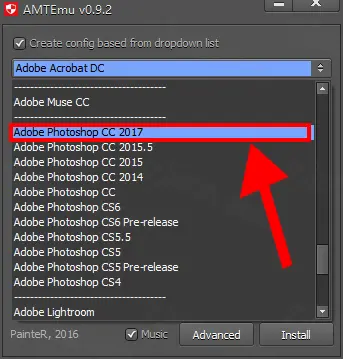 AMTEmu v0.9.2
Create config based from dropdown list
Adobe Acrobat DC
------------------------------------
Adobe Muse CC
------------------------------------
Adobe Photoshop CC 2017
Adobe Photoshop CC 2015.5
Adobe Photoshop CC 2015
Adobe Photoshop CC 2014
Adobe Photoshop CC
Adobe Photoshop CS6
Adobe Photoshop CS6 Pre-release
Adobe Photoshop CS5.5
Adobe Photoshop CS5
Adobe Photoshop CS5 Pre-release
Adobe Photoshop CS4
------------------------------------
Adobe Lightroom
PainteR, 2016 Music Advanced Install